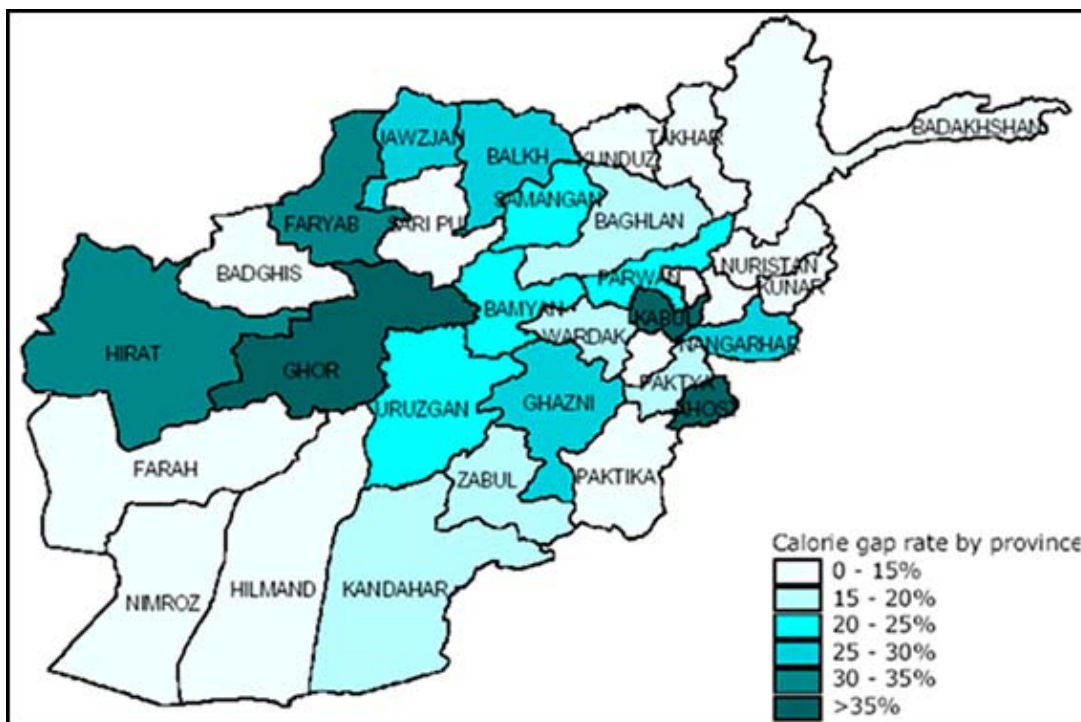 JAWZJAN
BALKH
KUNDUZ
TAKHAR
BADAKHSHAN
SAMANGAN
FARYAB
SARI PUL
BAGHLAN
BADGHIS
NURISTAN
PARWAN
KUNAR
BAMYAN
KABUL
WARDAK
NANGARHAR
HIRAT
GHOR
PAKTYA
URUZGAN
GHAZNI
KHOST
FARAH
ZABUL
PAKTIKA
NIMROZ
HILMAND
KANDAHAR
Calorie gap rate by province
0 - 15%
15 - 20%
20 - 25%
25 - 30%
30 - 35%
>35%